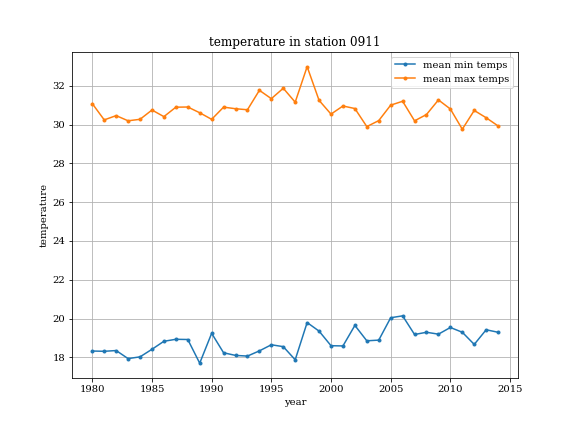 temperature in station 0911
mean min temps
mean max temps
temperature
32
30
28
26
24
22
20
18
1980 1985 1990 1995 2000 2005 2010 2015
year